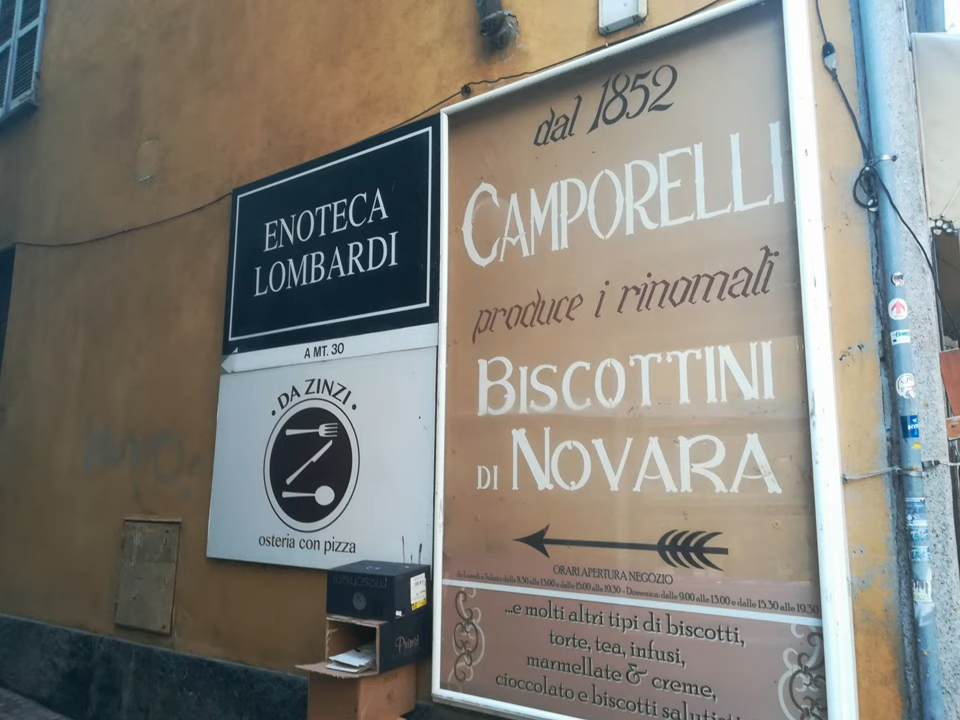 ENOTECA
LOMBARDI
A MT. 30
DA ZINZI
osteria con pizza
dal 1852
CAMPORELLI
produce i rinomati
BISCOTTINI
DI NOVARA
ORARI APERTURA NEGOZIO
da Lunedì a Sabato dalle 8.30 alle 13.00 e dalle 15.00 alle 19.30 - Domenica: dalle 9.00 alle 13.00 e dalle 15.30 alle 19.30
...e molti altri tipi di biscotti,
torte, tea, infusi,
marmellate & creme,
cioccolato e biscotti